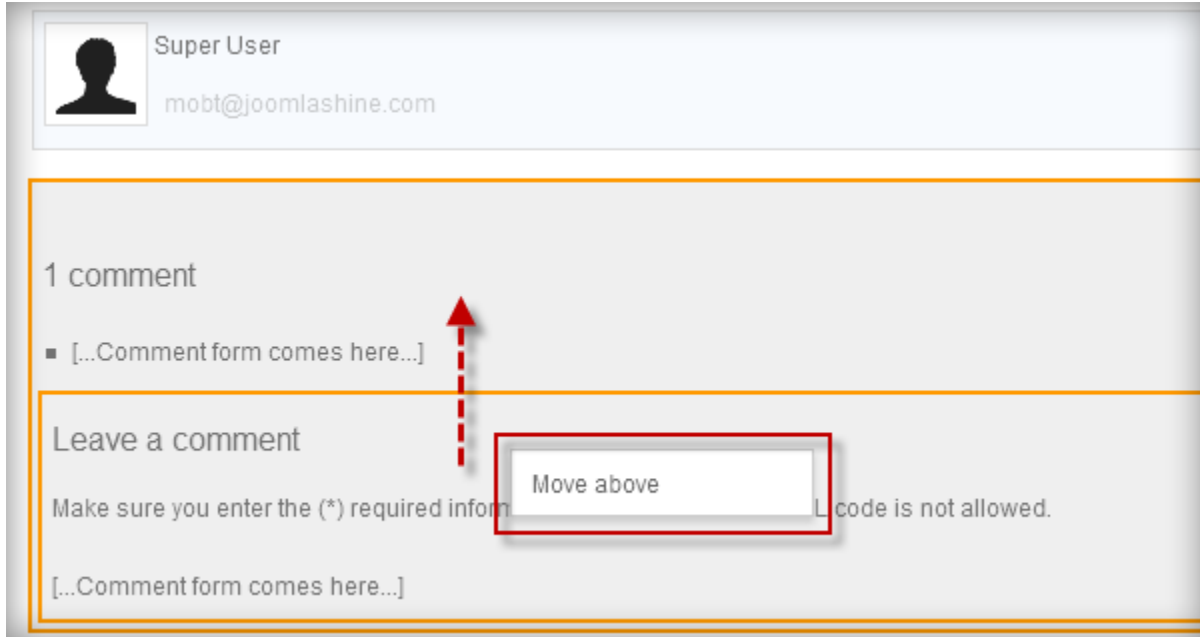 Super User
mobt@joomlashine.com
1 comment
[...Comment form comes here...]
Leave a comment
Move above
Make sure you enter the (*) required L code is not allowed.
[...Comment form comes here...]